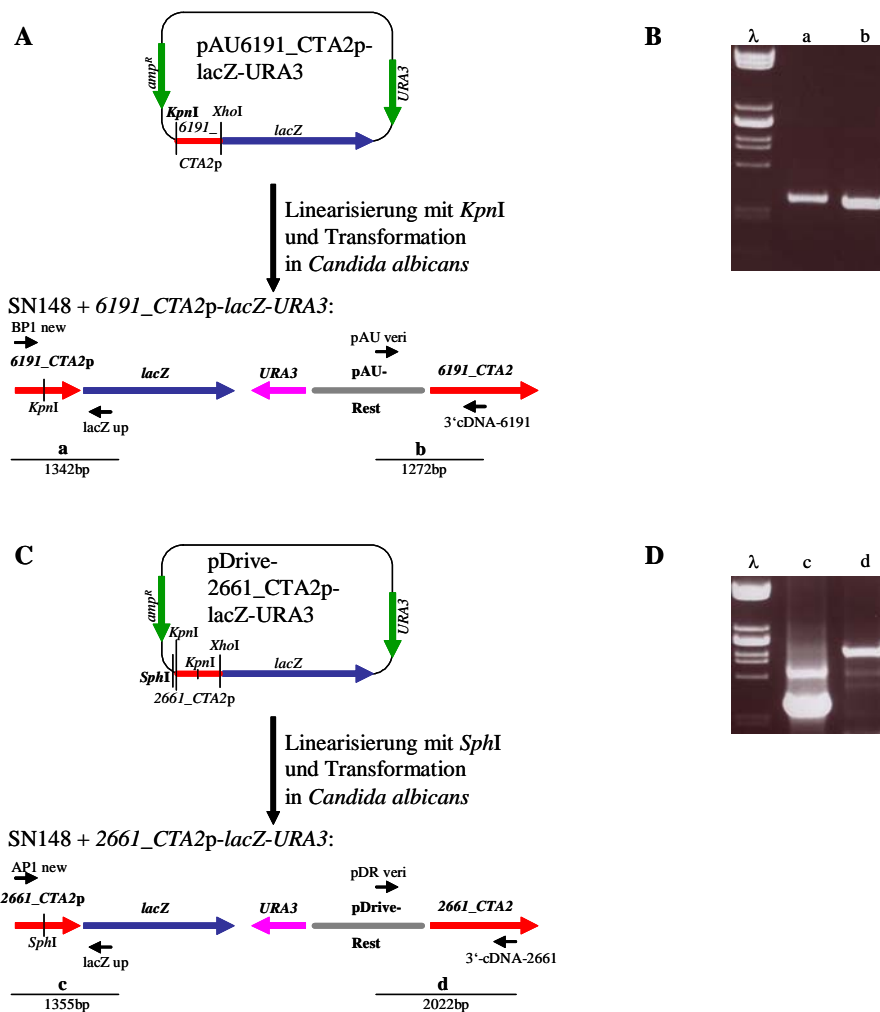 A
pAU6191_CTA2p-
lacZ-URA3
ampR
URA3
KpnI XhoI
6191_
lacZ
CTA2p
Linearisierung mit KpnI
und Transformation
in Candida albicans
SN148 + 6191_CTA2p-lacZ-URA3:
BP1 new
pAU veri
6191_CTA2p
lacZ
URA3
pAU-
6191_CTA2
KpnI
Rest
lacZ up
3‘cDNA-6191
a
b
1342bp
1272bp
B
λ a b
C
pDrive-
2661_CTA2p-
lacZ-URA3
ampR
URA3
KpnI
XhoI
KpnI
lacZ
SphI
2661_CTA2p
Linearisierung mit SphI
und Transformation
in Candida albicans
SN148 + 2661_CTA2p-lacZ-URA3:
AP1 new
pDR veri
2661_CTA2p
lacZ
URA3
pDrive-
2661_CTA2
SphI
Rest
lacZ up
3‘-cDNA-2661
c
d
1355bp
2022bp
D
λ c d